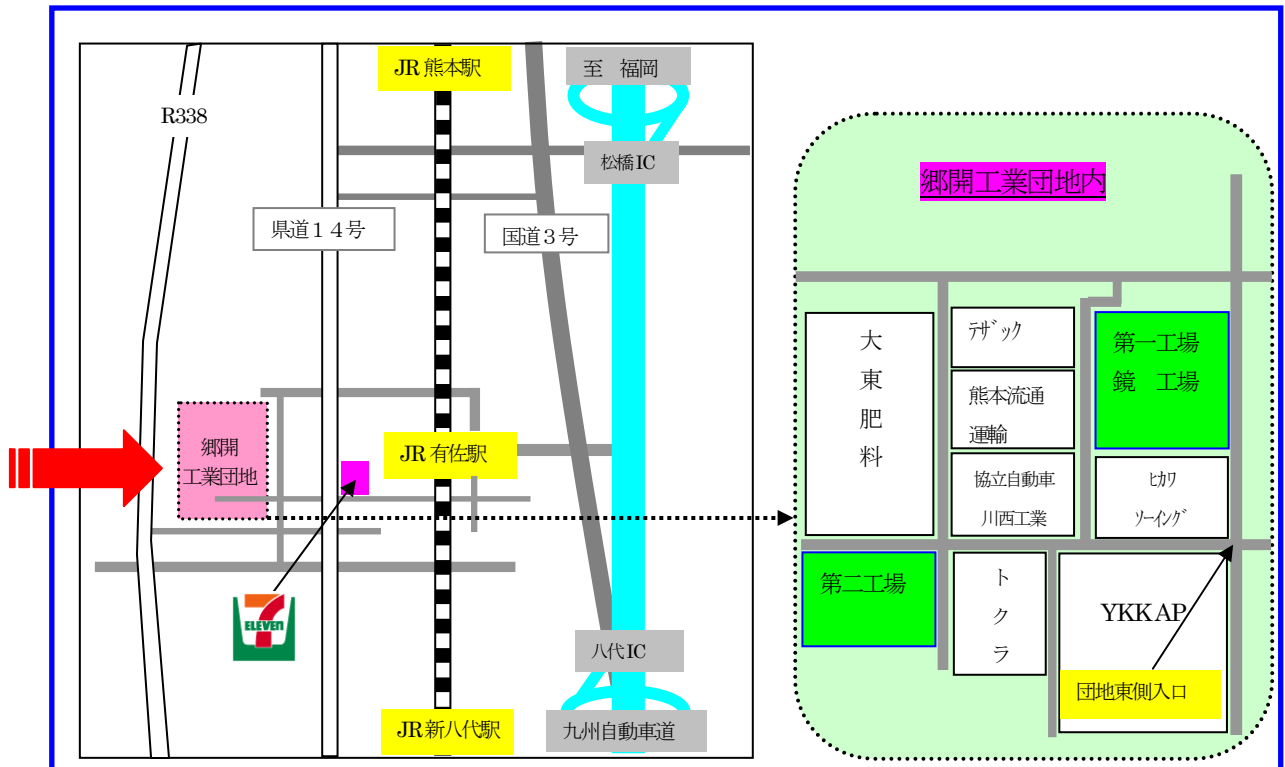 JR熊本駅
至　福岡
R338
松橋IC
県道１４号
国道３号
郷開
工業団地
JR有佐駅
7
ELEVEn
八代IC
JR新八代駅
九州自動車道
郷開工業団地内
大
東
肥
料
ﾃｻﾞｯｸ
熊本流通
運輸
協立自動車
川西工業
第一工場
鏡　工場
ﾋｶﾜ
ｿｰｲﾝｸﾞ
第二工場
ト
ク
ラ
YKK AP
団地東側入口